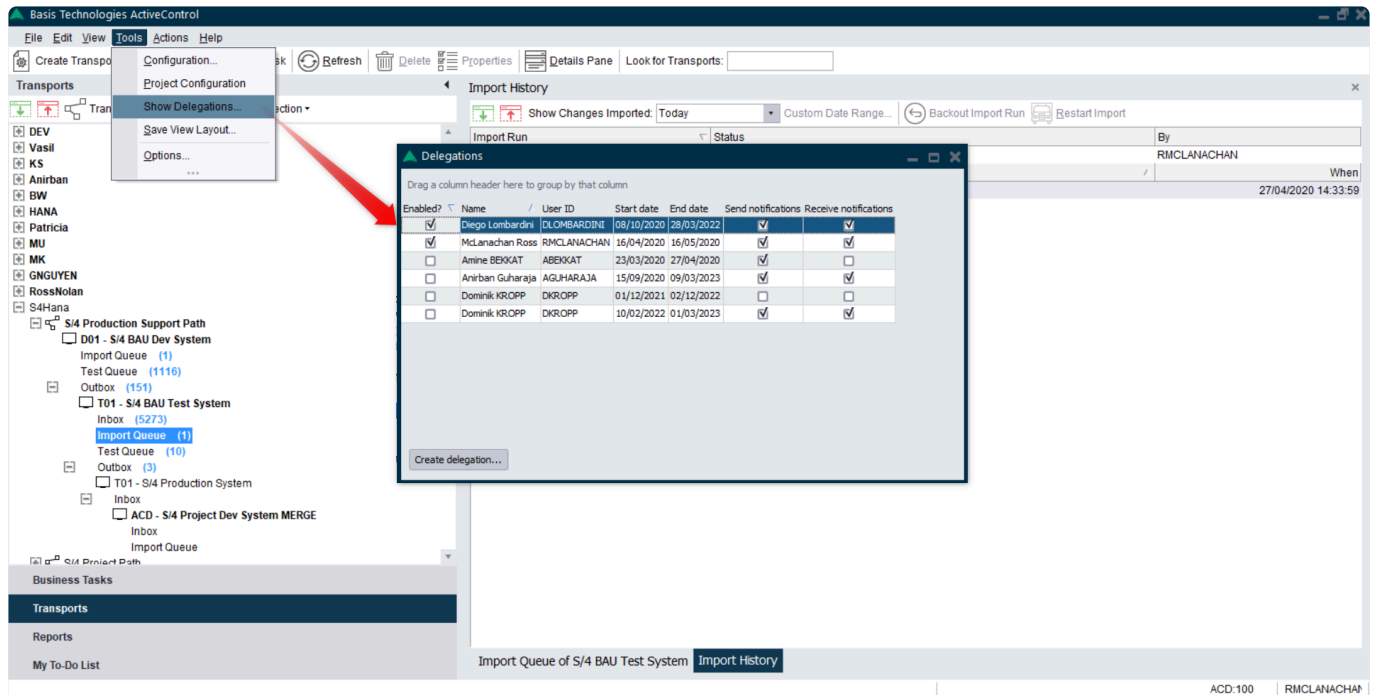 Basis Technologies ActiveControl
File Edit View Tools Actions Help
Create Transpo sk Refresh Delete Properties Details Pane Look for Transports:
Configuration...
Project Configuration
Show Delegations...
Save View Layout...
Options...
Transports
Tran ection
DEV
Vasil
KS
Anirban
BW
HANA
Patricia
MU
MK
GNGUYEN
RossNolan
S4Hana
S/4 Production Support Path
D01 - S/4 BAU Dev System
Import Queue (1)
Test Queue (1116)
Outbox (151)
T01 - S/4 BAU Test System
Inbox (5273)
Import Queue (1)
Test Queue (10)
Outbox (3)
T01 - S/4 Production System
Inbox
ACD - S/4 Project Dev System MERGE
Inbox
Import Queue
S/4 Project Path
Business Tasks
Transports
Reports
My To-Do List
Import History
Show Changes Imported: Today Custom Date Range... Backout Import Run Restart Import
Import Run Status By
RMCLANACHAN
When
27/04/2020 14:33:59
Delegations
Drag a column header here to group by that column
Enabled? Name User ID Start date End date Send notifications Receive notifications
Diego Lombardini DLOMBARDINI 08/10/2020 28/03/2022
McLanachan Ross RMCLANACHAN 16/04/2020 16/05/2020
Amine BEKKAT ABEKKAT 23/03/2020 27/04/2020
Anirban Guharaja AGUHARAJA 15/09/2020 09/03/2023
Dominik KROPP DKROPP 01/12/2021 02/12/2022
Dominik KROPP DKROPP 10/02/2022 01/03/2023
Create delegation...
Import Queue of S/4 BAU Test System Import History
ACD:100 RMCLANACHAN